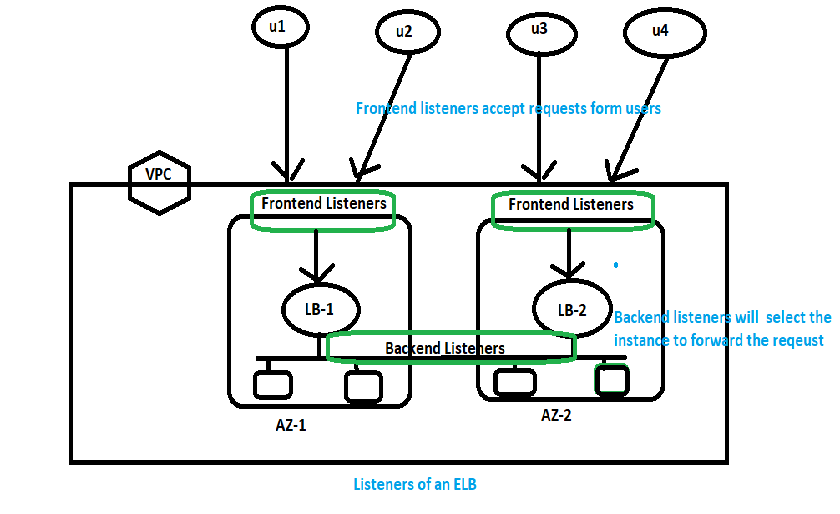 u1
u2
u3
u4
Frontend listeners accept requests form users
VPC
Frontend Listeners
Frontend Listeners
LB-1
LB-2
Backend listeners will select the
instance to forward the reqeust
Backend Listeners
AZ-1
AZ-2
Listeners of an ELB